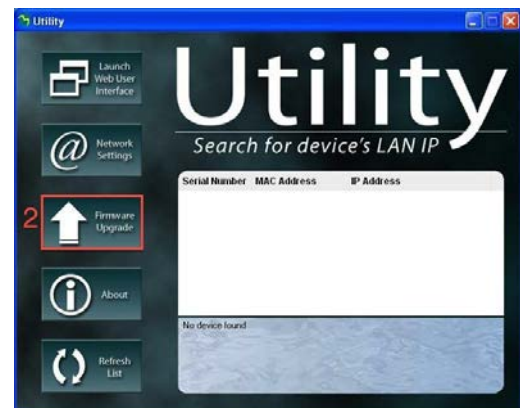 Utility
Launch
Web User
Interface
Utility
Search for device's LAN IP
Network
Settings
Serial Number MAC Address IP Address
2
Firmware
Upgrade
About
No device found
Refresh
List